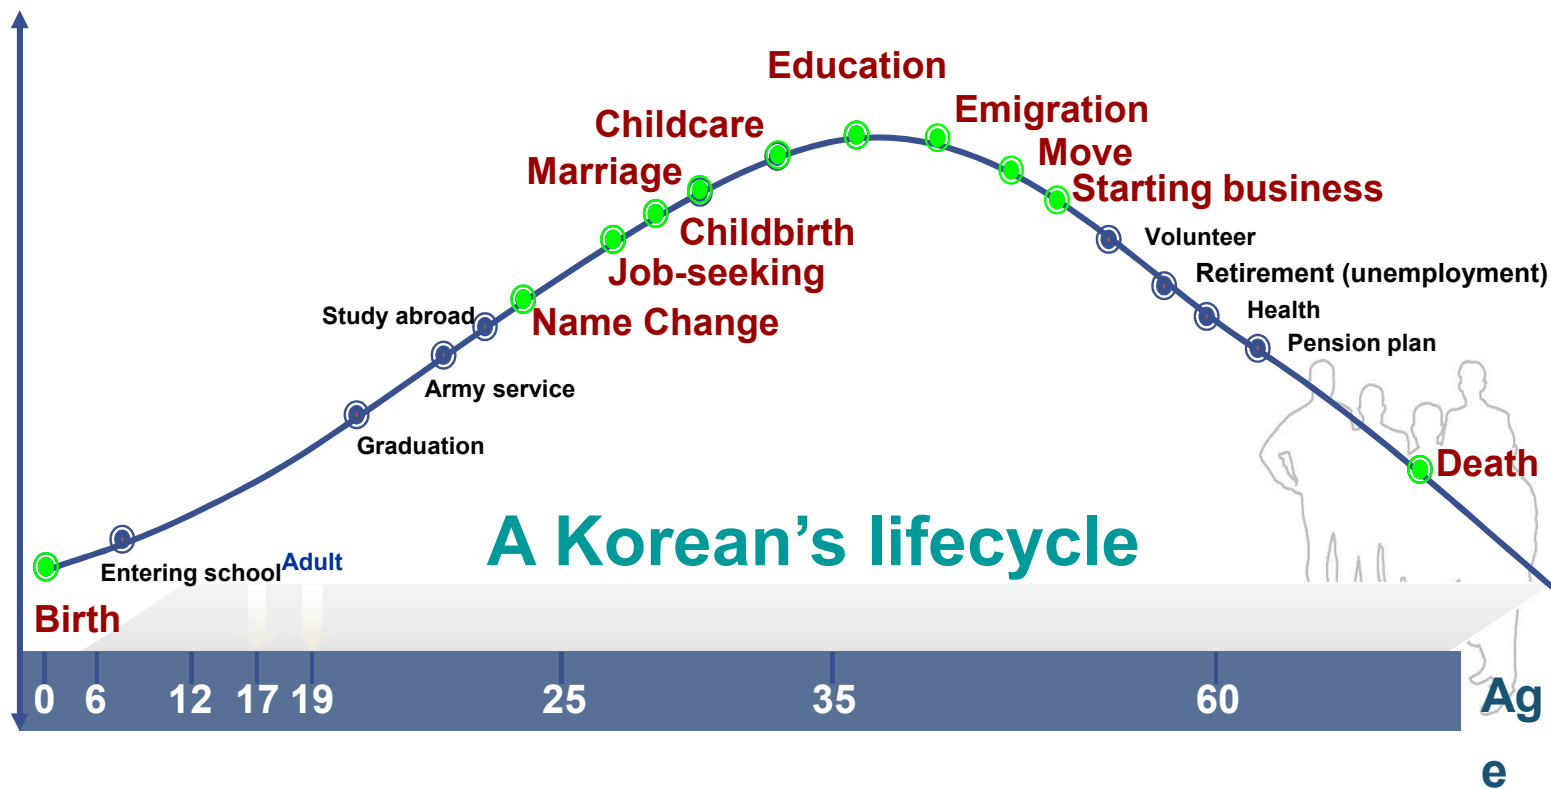 Education
Emigration
Childcare
Move
Marriage
Starting business
Childbirth
Volunteer
Job-seeking
Retirement (unemployment)
Study abroad
Name Change
Health
Pension plan
Army service
Graduation
Death
A Korean’s lifecycle
Entering school
Adult
Birth
0 6 12 17 19 25 35 60
Ag
e